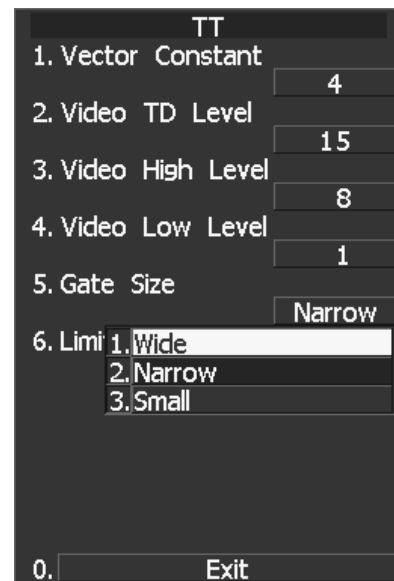 TT
1. Vector Constant
4
2. Video TD Level
15
3. Video High Level
8
4. Video Low Level
1
5. Gate Size
Narrow
6. Limi
1. Wide
2. Narrow
3. Small
0. Exit